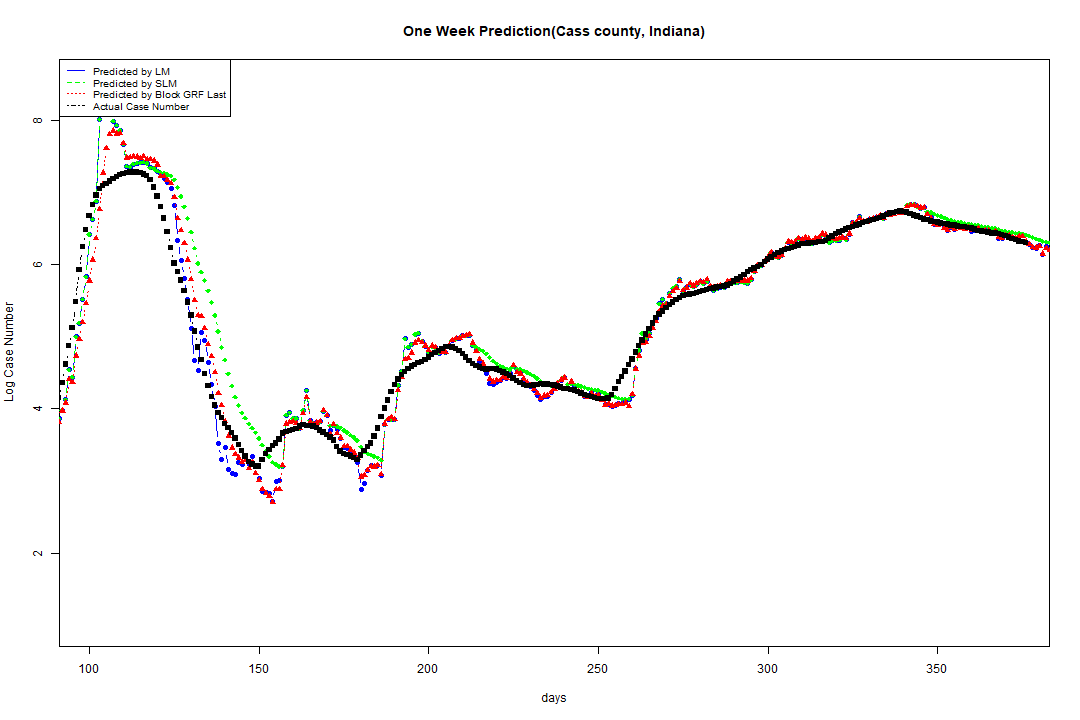 One Week Prediction(Cass county, Indiana)
Predicted by LM
Predicted by SLM
Predicted by Block GRF Last
Actual Case Number
8
6
4
2
Log Case Number
100 150 200 250 300 350
days